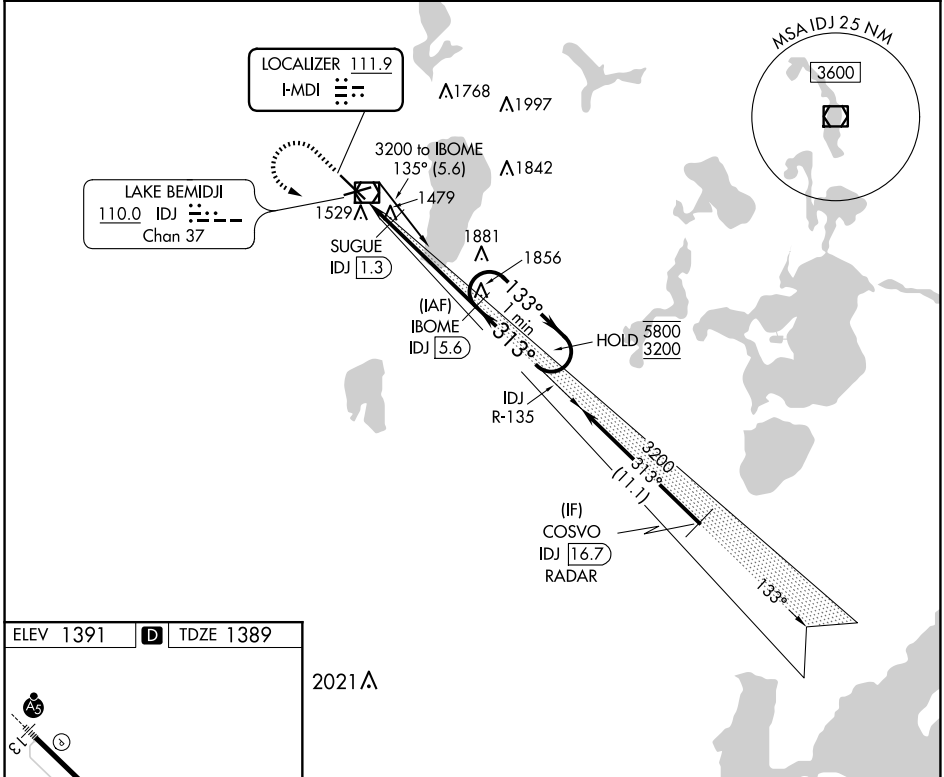 MSA IDJ 25 NM
3600
LOCALIZER 111.9
I-MDI
1768
1997
3200 to IBOME
135° (5.6)
1842
LAKE BEMIDJI
110.0 IDJ
Chan 37
1529
1479
SUGUE
IDJ 1.3
1881
1856
133°
1 min
313°
(IAF)
IBOME
IDJ 5.6
HOLD 5800
3200
IDJ
R-135
3200
313°
(11.1)
(IF)
COSVO
IDJ 16.7
RADAR
133°
ELEV 1391
D
TDZE 1389
2021
A5
P
13